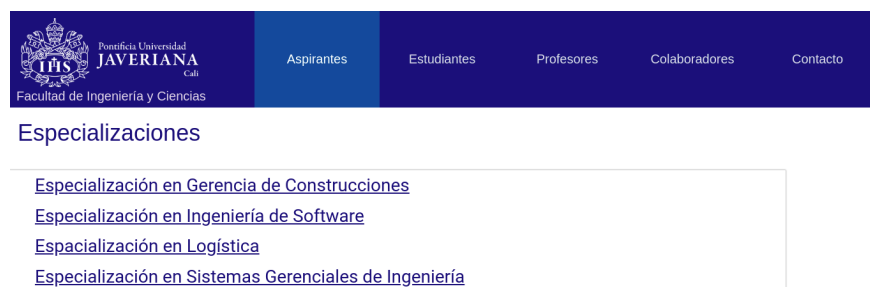 Pontificia Universidad
JAVERIANA
Cali
IHS
Facultad de Ingeniería y Ciencias
Aspirantes
Estudiantes
Profesores
Colaboradores
Contacto
Especializaciones
Especialización en Gerencia de Construcciones
Especialización en Ingeniería de Software
Espacialización en Logística
Especialización en Sistemas Gerenciales de Ingeniería